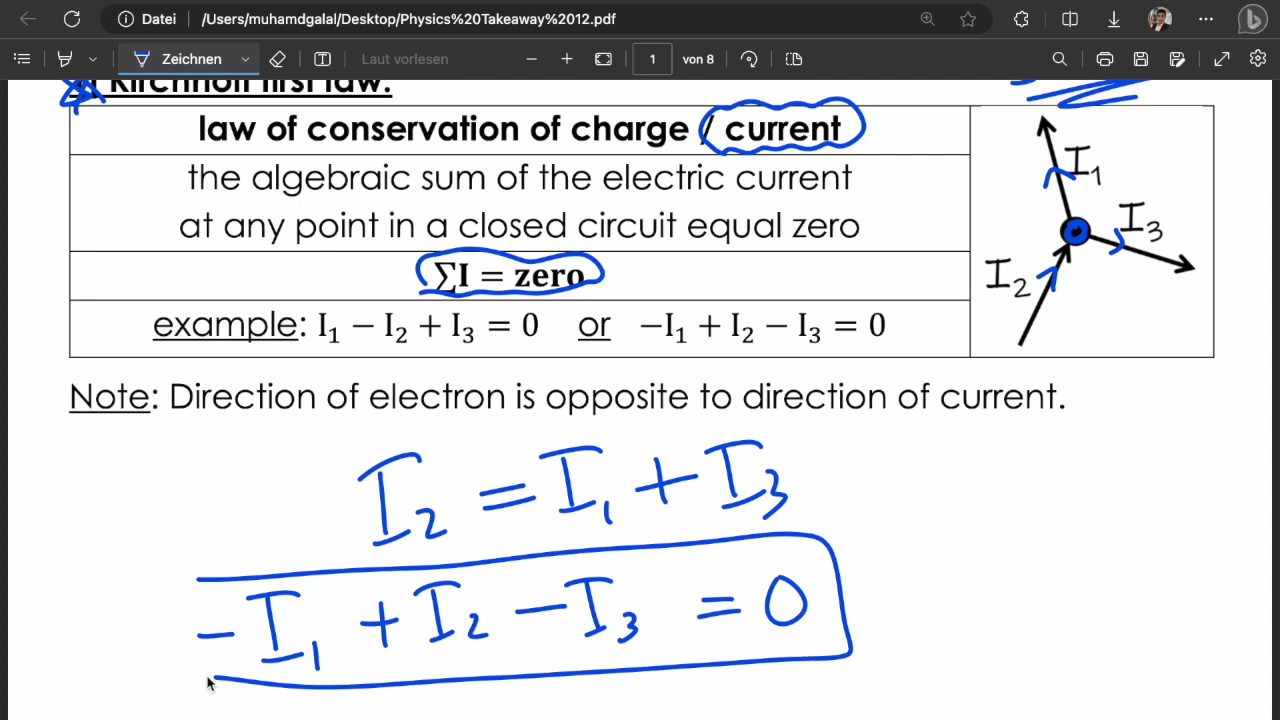 Datei /Users/muhamdgalal/Desktop/Physics%20Takeaway%2012.pdf
Zeichnen Laut vorlesen 1 von 8
Kirchhoff first law:
law of conservation of charge / current
the algebraic sum of the electric current
at any point in a closed circuit equal zero
∑I = zero
example: I₁ − I₂ + I₃ = 0 or −I₁ + I₂ − I₃ = 0
I₁
I₃
I₂
Note: Direction of electron is opposite to direction of current.
I₂ = I₁ + I₃
- I₁ + I₂ - I₃ = 0